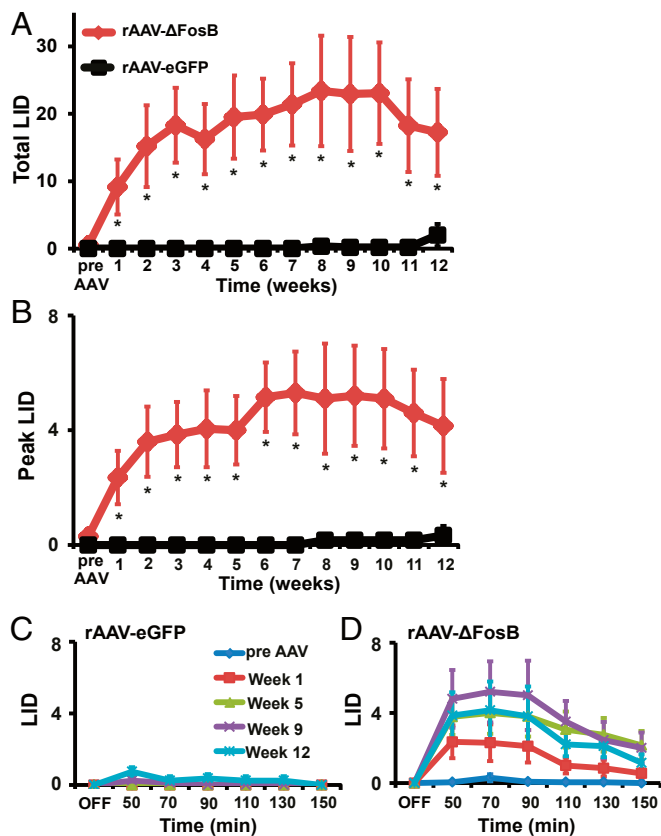 A
rAAV-ΔFosB
rAAV-eGFP
Total LID
30
20
10
0
pre AAV 1 2 3 4 5 6 7 8 9 10 11 12
* * * * * * * * * * * *
Time (weeks)
B
Peak LID
8
4
0
pre AAV 1 2 3 4 5 6 7 8 9 10 11 12
* * * * * * * * * * * *
Time (weeks)
C
rAAV-eGFP
LID
8
4
0
pre AAV
Week 1
Week 5
Week 9
Week 12
OFF 50 70 90 110 130 150
Time (min)
D
rAAV-ΔFosB
LID
8
4
0
OFF 50 70 90 110 130 150
Time (min)